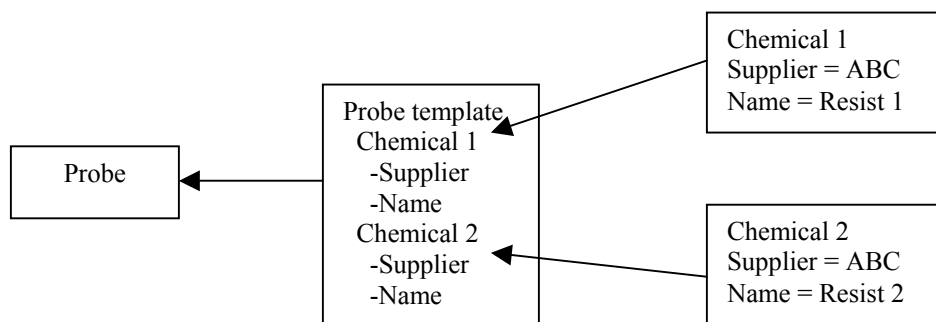 Probe
Probe template
Chemical 1
-Supplier
-Name
Chemical 2
-Supplier
-Name
Chemical 1
Supplier = ABC
Name = Resist 1
Chemical 2
Supplier = ABC
Name = Resist 2